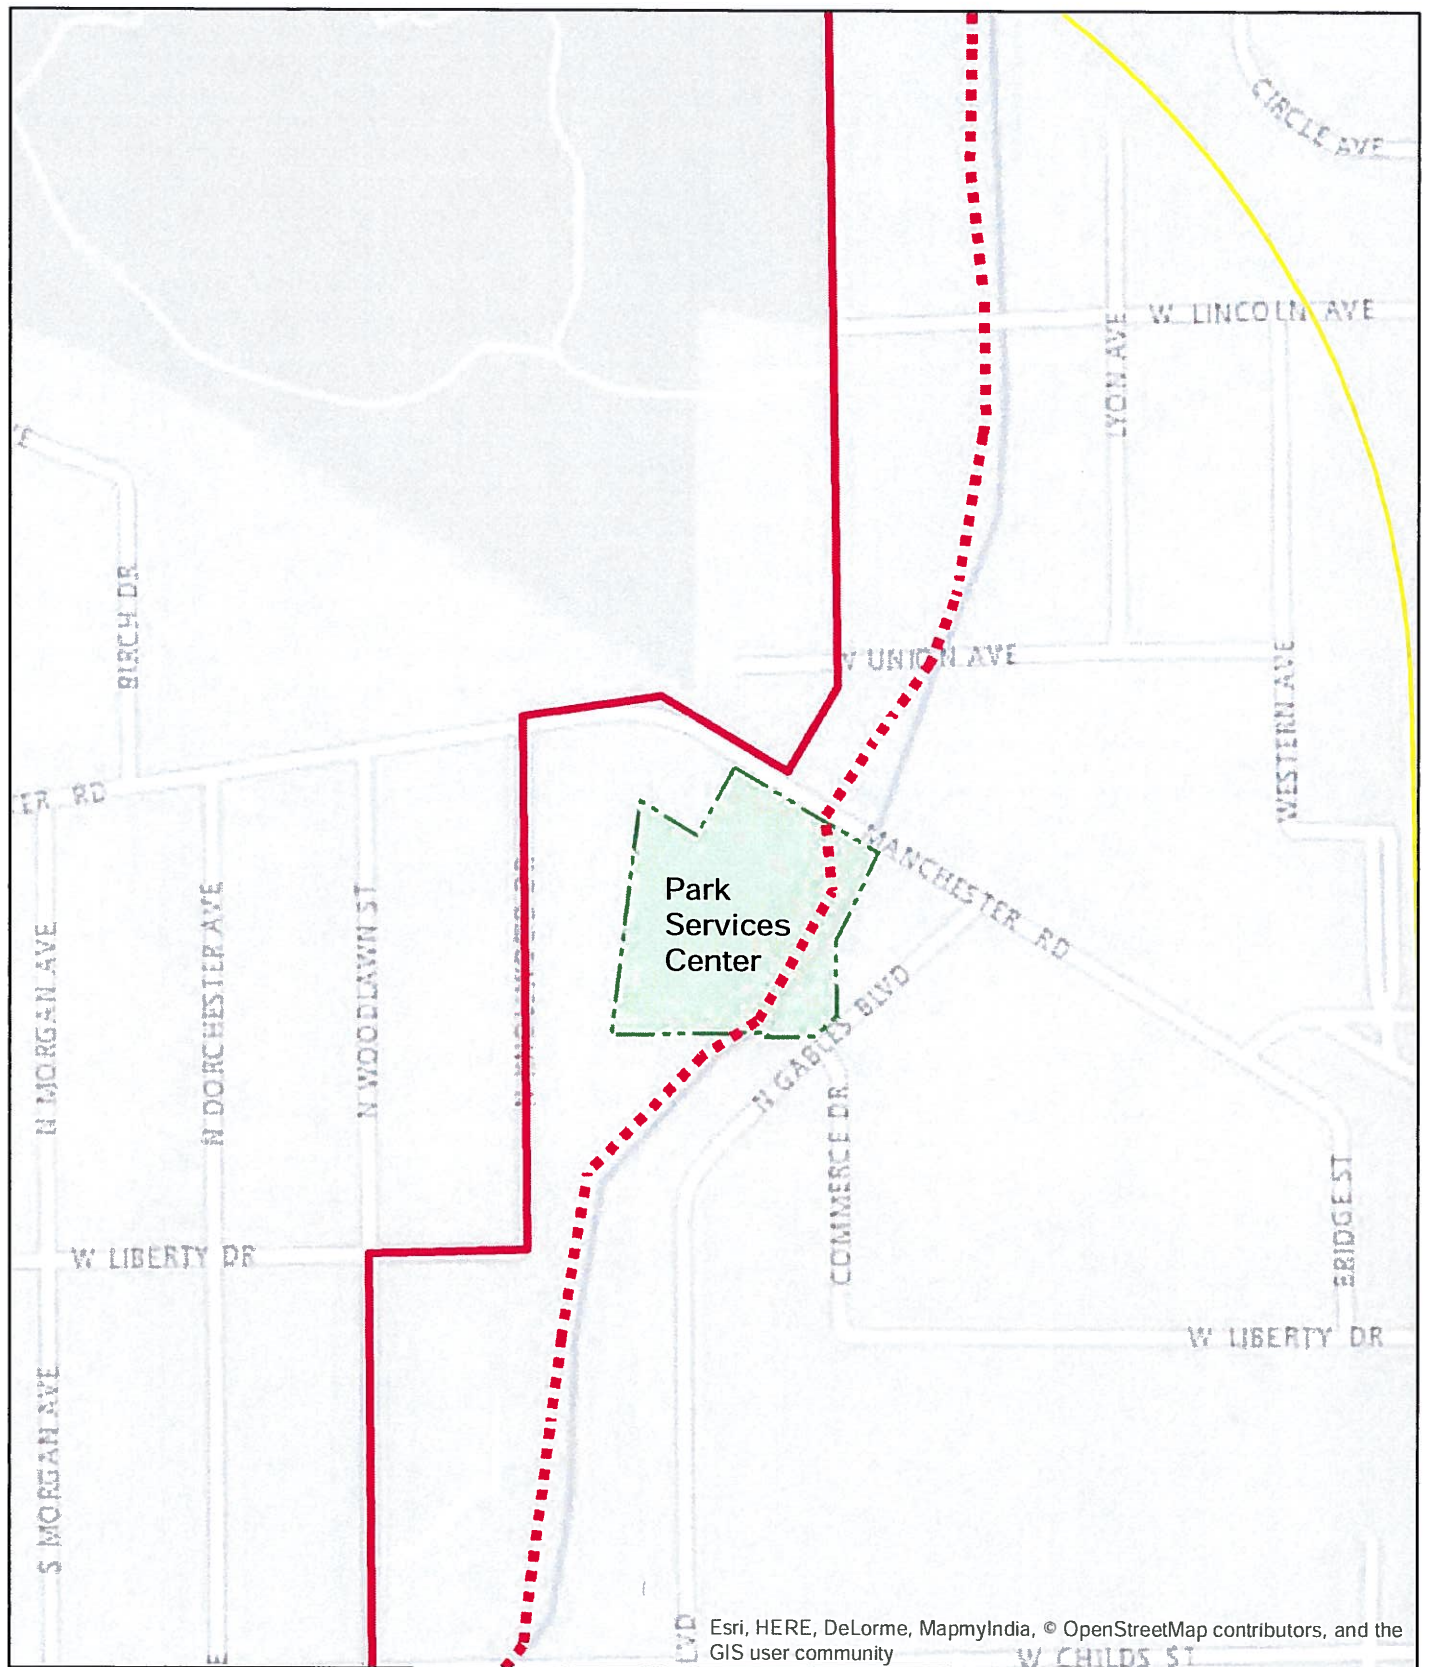 CIRCLE AVE
W LINCOLN AVE
LYON AVE
BIRCH DR
UNION AVE
WESTERN AVE
RD
MANCHESTER RD
Park
Services
Center
N MORGAN AVE
N DORCHESTER AVE
N WOODLAWN ST
N GABLES BLVD
COMMERCE DR
BRIDGE ST
W LIBERTY DR
W LIBERTY DR
S MORGAN AVE
Esri, HERE, DeLorme, MapmyIndia, © OpenStreetMap contributors, and the
GIS user community
W CHILDS ST